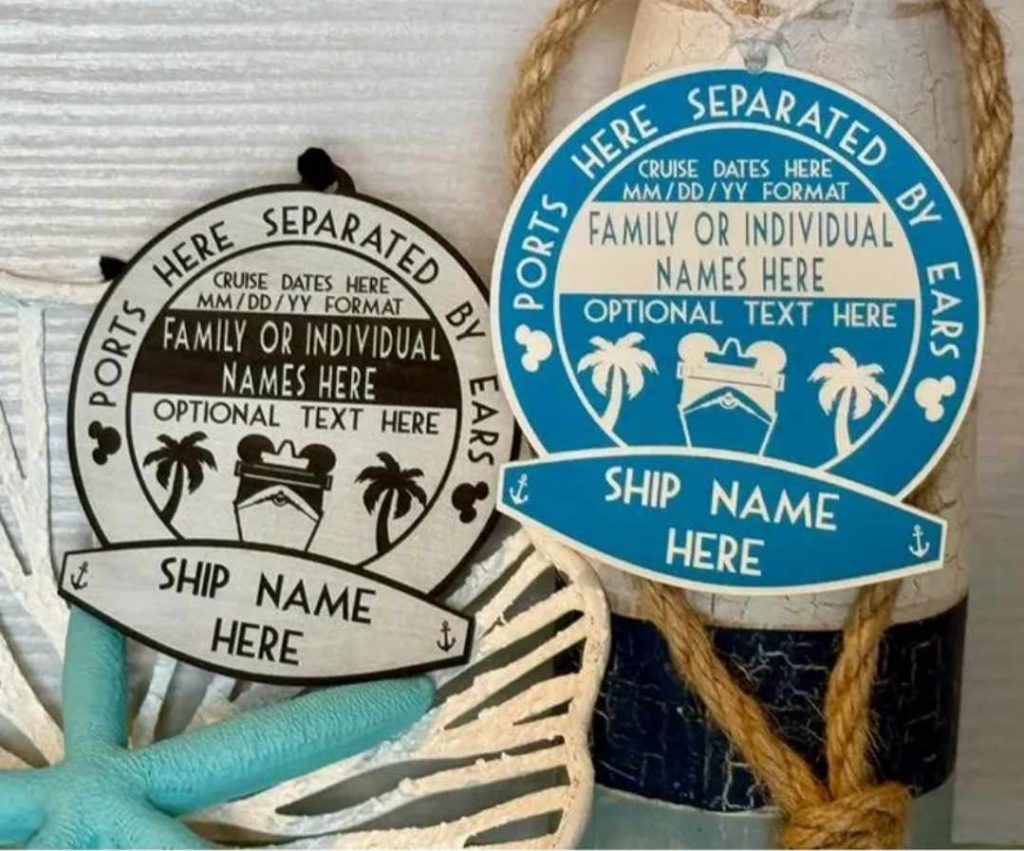 PORTS HERE SEPARATED BY EARS
CRUISE DATES HERE
MM/DD/YY FORMAT
FAMILY OR INDIVIDUAL
NAMES HERE
OPTIONAL TEXT HERE
SHIP NAME
HERE
PORTS HERE SEPARATED BY EARS
CRUISE DATES HERE
MM/DD/YY FORMAT
FAMILY OR INDIVIDUAL
NAMES HERE
OPTIONAL TEXT HERE
SHIP NAME
HERE